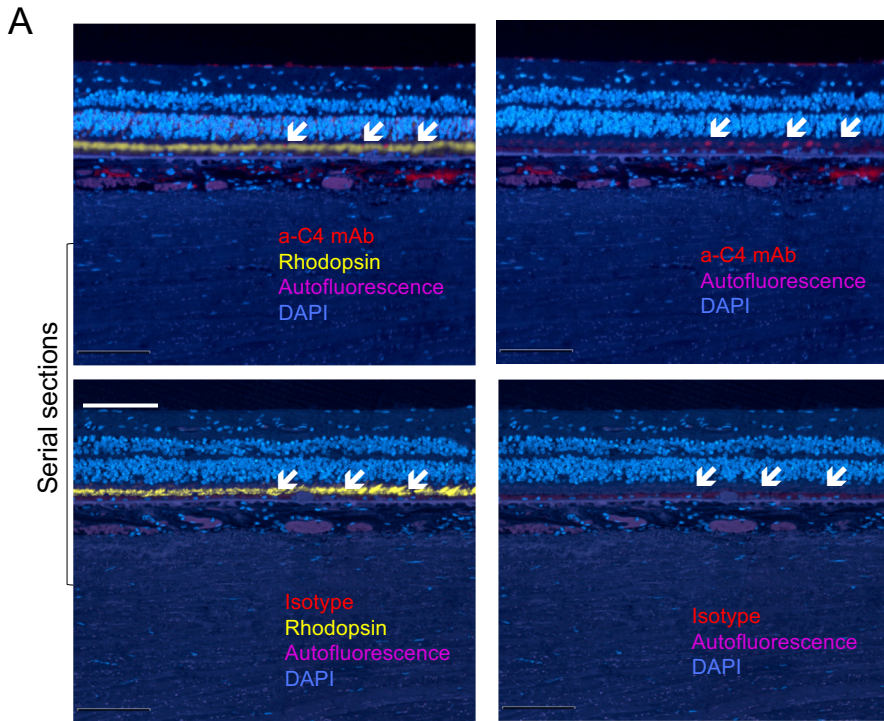 A
Serial sections
a-C4 mAb
Rhodopsin
Autofluorescence
DAPI
a-C4 mAb
Autofluorescence
DAPI
Isotype
Rhodopsin
Autofluorescence
DAPI
Isotype
Autofluorescence
DAPI